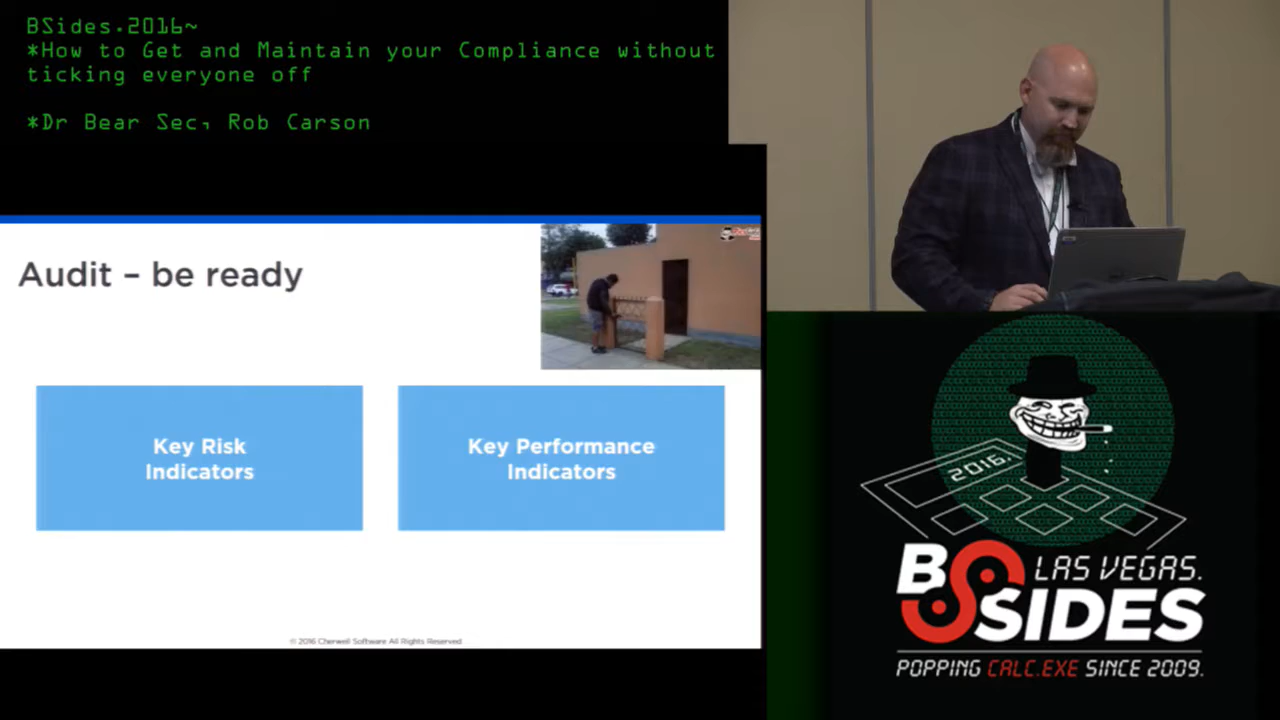 BSides.2016~
*How to Get and Maintain your Compliance without
ticking everyone off
*Dr Bear Sec, Rob Carson
Audit – be ready
Key Risk
Indicators
Key Performance
Indicators
© 2016 Cherwell Software All Rights Reserved
2016.
BSIDES
LAS VEGAS.
POPPING CALC.EXE SINCE 2009.